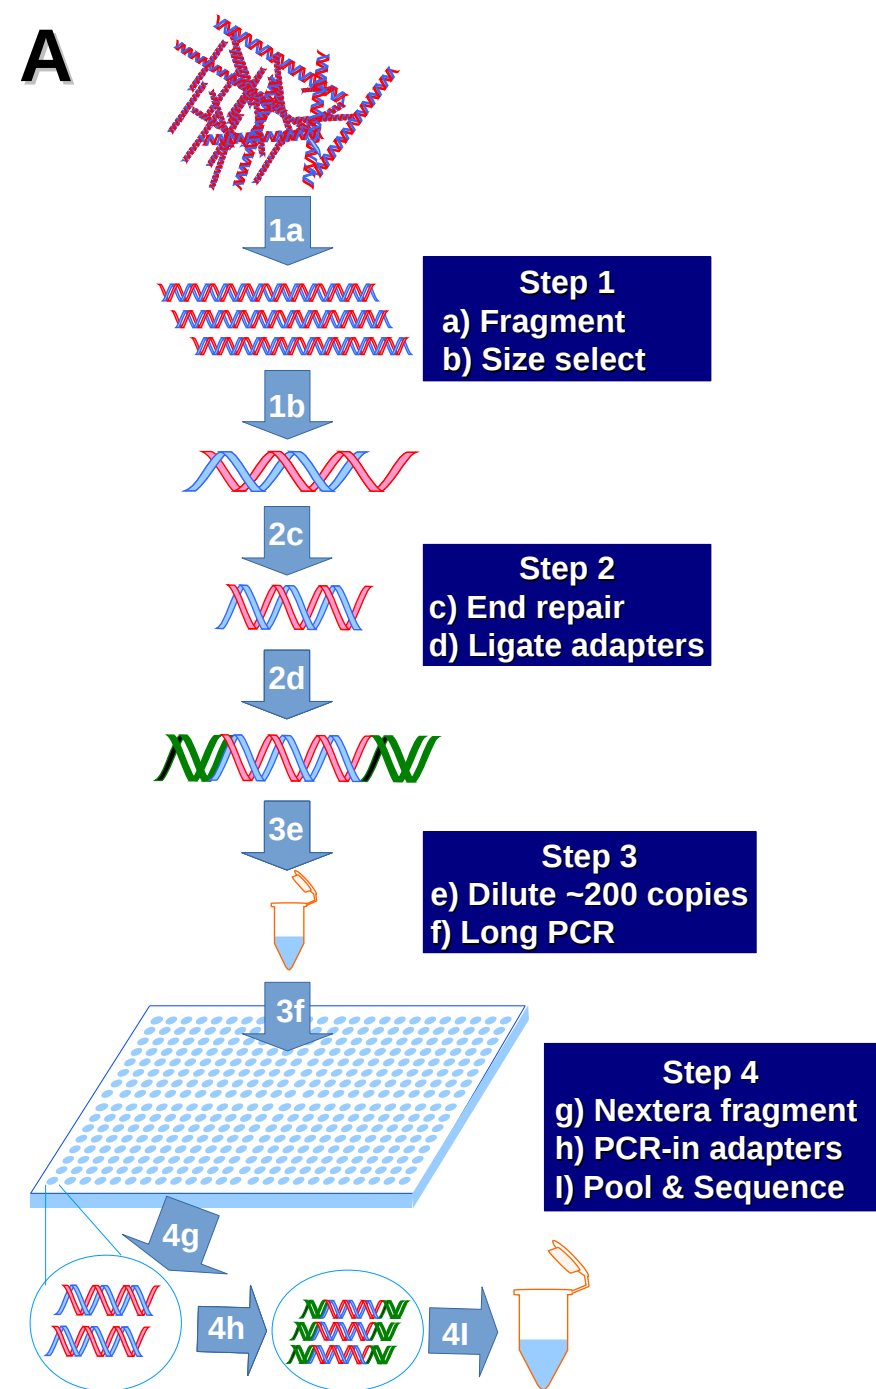 A
1a
Step 1
a) Fragment
b) Size select
1b
2c
Step 2
c) End repair
d) Ligate adapters
2d
3e
Step 3
e) Dilute ~200 copies
f) Long PCR
3f
Step 4
g) Nextera fragment
h) PCR-in adapters
I) Pool & Sequence
4g
4h
4I